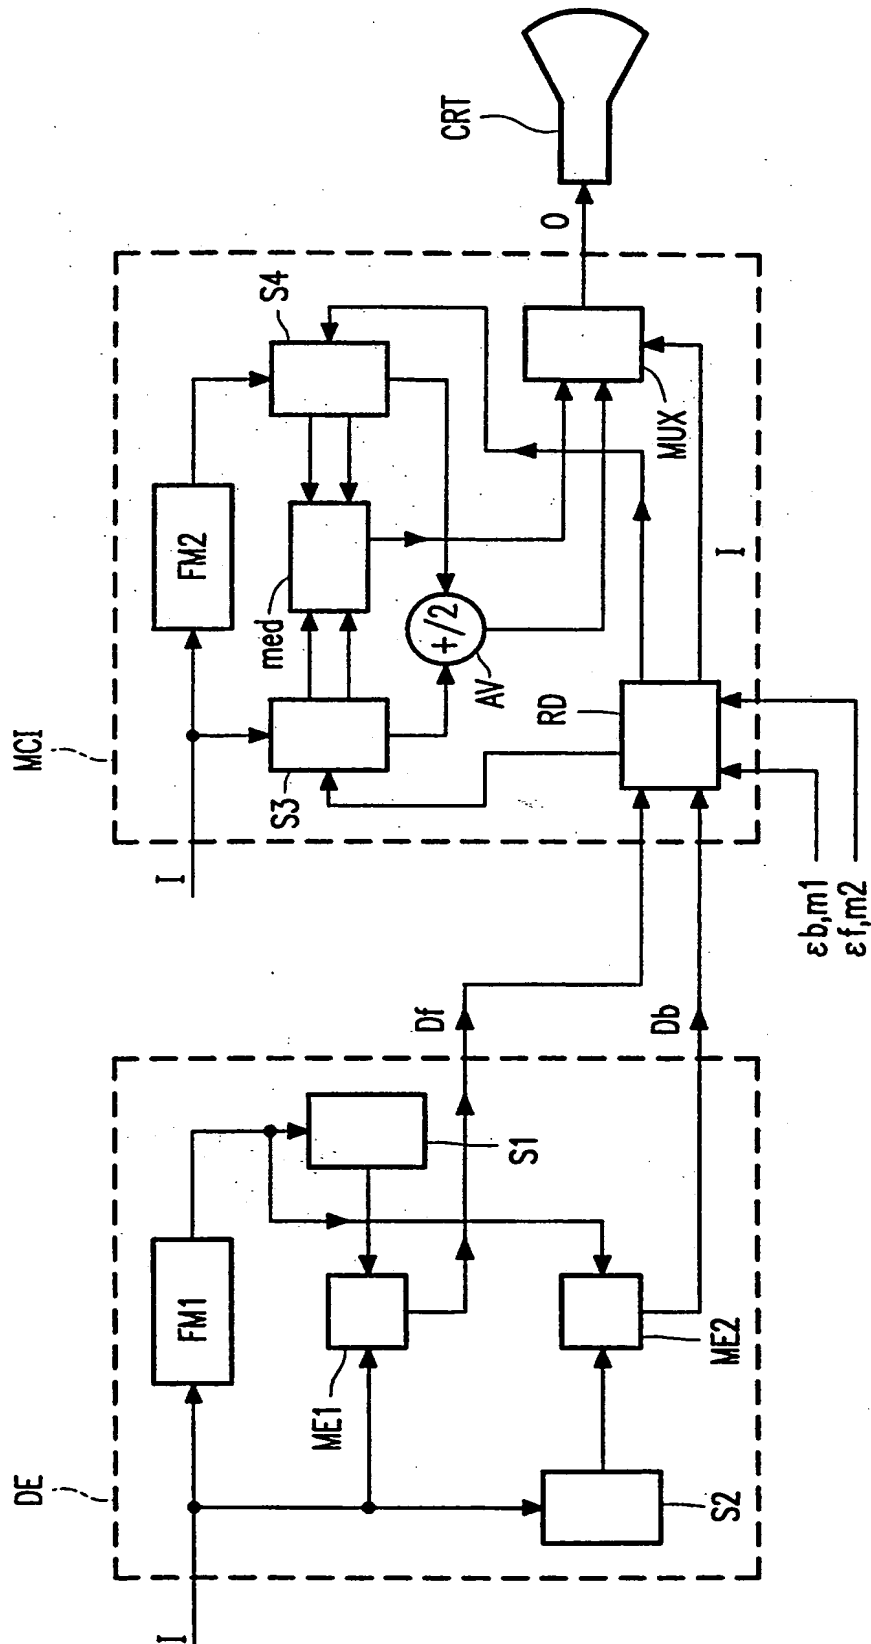 DE
I
FM1
ME1
S1
S2
ME2
Df
Db
MCI
I
FM2
S3
med
S4
+/2
AV
RD
MUX
I
εb,m1
εf,m2
O
CRT